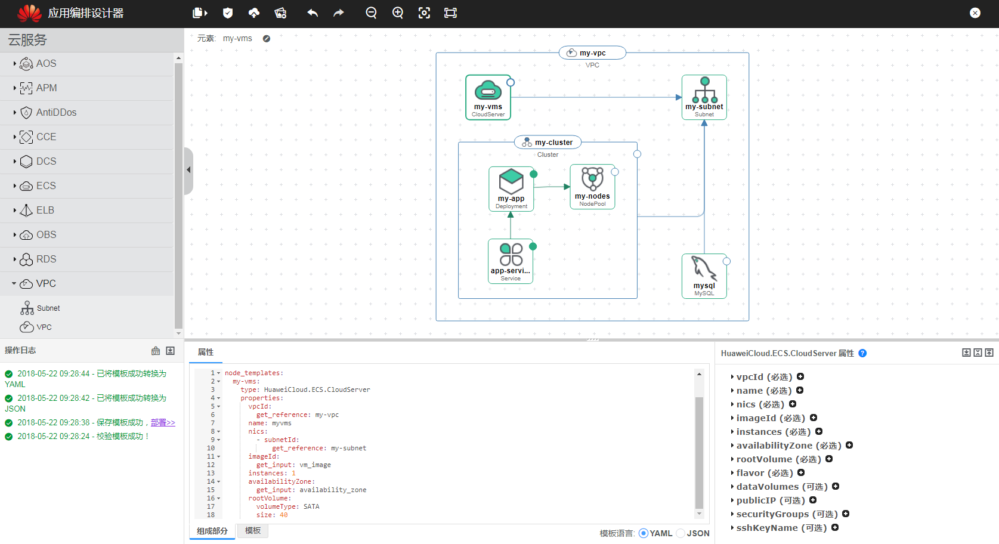 应用编排设计器
云服务
AOS
APM
AntiDDos
CCE
DCS
ECS
ELB
OBS
RDS
VPC
Subnet
VPC
元素: my-vms
my-vpc
VPC
my-vms
CloudServer
my-subnet
Subnet
my-cluster
Cluster
my-app
Deployment
my-nodes
NodePool
app-servi...
Service
mysql
MySQL
操作日志
2018-05-22 09:28:44 - 已将模板成功转换为
YAML
2018-05-22 09:28:42 - 已将模板成功转换为
JSON
2018-05-22 09:28:38 - 保存模板成功，部署>>
2018-05-22 09:28:24 - 校验模板成功！
属性
1 node_templates:
2 my-vms:
3 type: HuaweiCloud.ECS.CloudServer
4 properties:
5 vpcId:
6 get_reference: my-vpc
7 name: myvms
8 nics:
9 - subnetId:
10 get_reference: my-subnet
11 imageId:
12 get_input: vm_image
13 instances: 1
14 availabilityZone:
15 get_input: availability_zone
16 rootVolume:
17 volumeType: SATA
18 size: 40
组成部分 模板
模板语言: YAML JSON
HuaweiCloud.ECS.CloudServer 属性 ?
vpcId (必选)
name (必选)
nics (必选)
imageId (必选)
instances (必选)
availabilityZone (必选)
rootVolume (必选)
flavor (必选)
dataVolumes (可选)
publicIP (可选)
securityGroups (可选)
sshKeyName (可选)